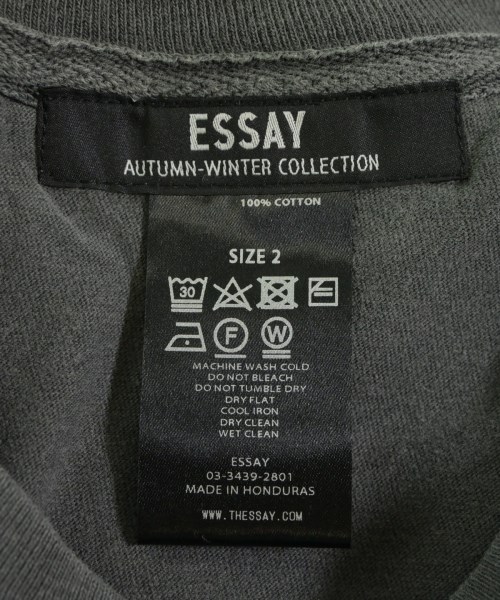 ESSAY
AUTUMN-WINTER COLLECTION
100% COTTON
SIZE 2
30
F W
MACHINE WASH COLD
DO NOT BLEACH
DO NOT TUMBLE DRY
DRY FLAT
COOL IRON
DRY CLEAN
WET CLEAN
ESSAY
03-3439-2801
MADE IN HONDURAS
WWW.THESSAY.COM